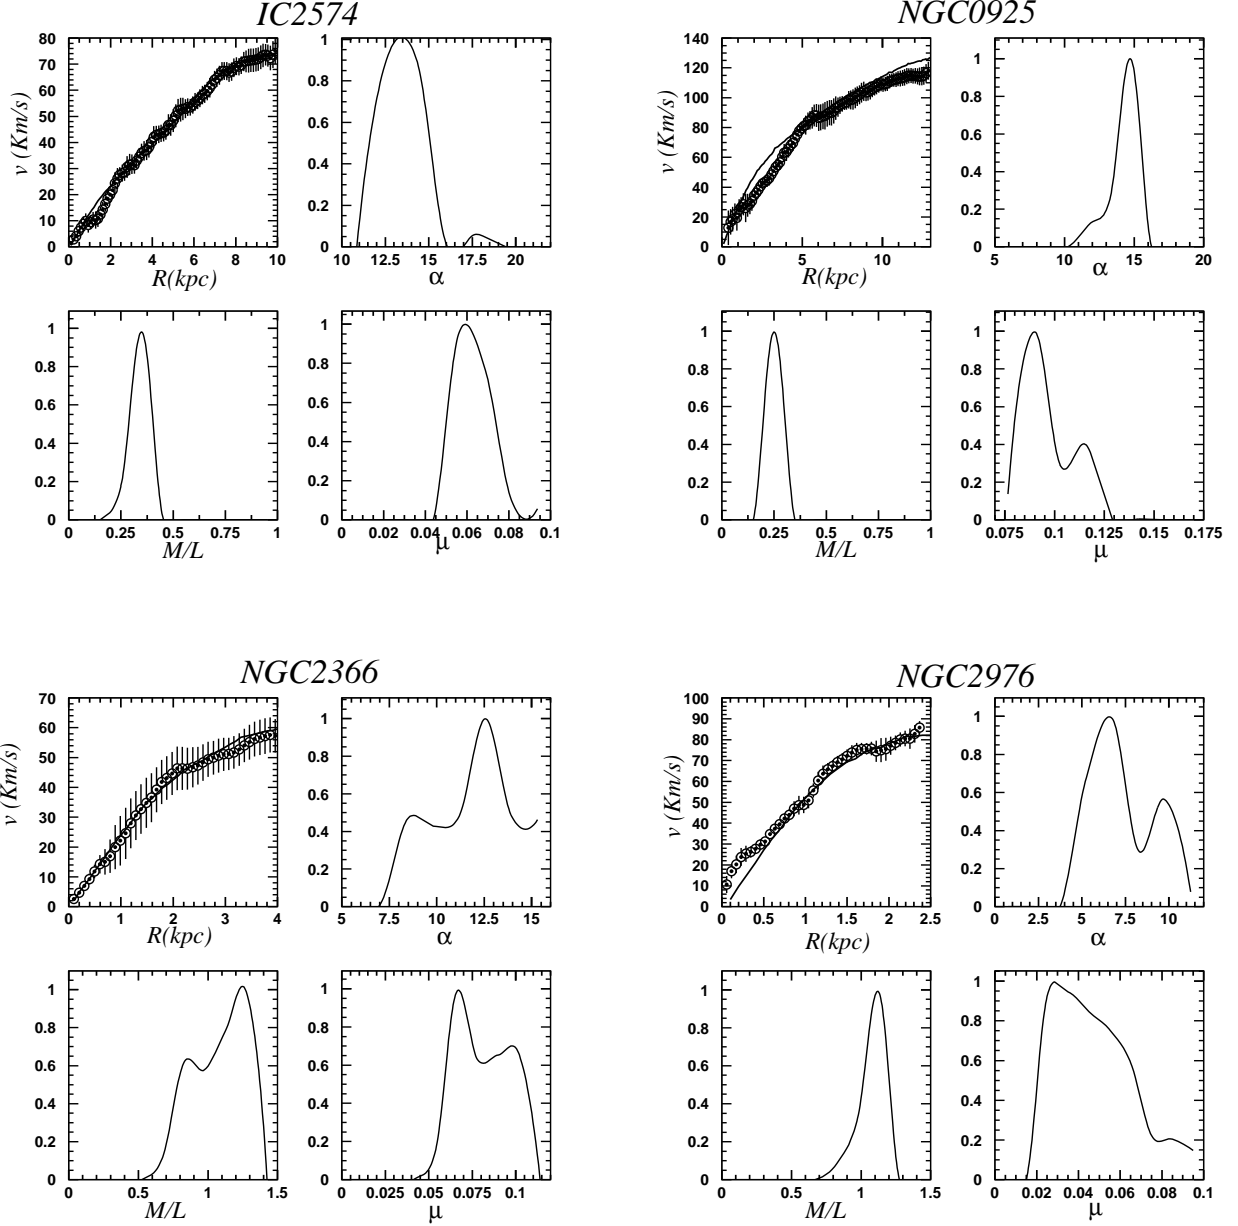 IC2574
NGC0925
80
70
60
50
40
30
20
10
0
v (Km/s)
0 2 4 6 8 10
R(kpc)
1
0.8
0.6
0.4
0.2
0
10 12.5 15 17.5 20
α
140
120
100
80
60
40
20
0
v (Km/s)
0 5 10
R(kpc)
1
0.8
0.6
0.4
0.2
0
5 10 15 20
α
1
0.8
0.6
0.4
0.2
0
0 0.25 0.5 0.75 1
M/L
1
0.8
0.6
0.4
0.2
0
0 0.02 0.04 0.06 0.08 0.1
μ
1
0.8
0.6
0.4
0.2
0
0 0.25 0.5 0.75 1
M/L
1
0.8
0.6
0.4
0.2
0
0.075 0.1 0.125 0.15 0.175
μ
NGC2366
NGC2976
70
60
50
40
30
20
10
0
v (Km/s)
0 1 2 3 4
R(kpc)
1
0.8
0.6
0.4
0.2
0
5 7.5 10 12.5 15
α
100
90
80
70
60
50
40
30
20
10
0
v (Km/s)
0 0.5 1 1.5 2 2.5
R(kpc)
1
0.8
0.6
0.4
0.2
0
0 2.5 5 7.5 10
α
1
0.8
0.6
0.4
0.2
0
0 0.5 1 1.5
M/L
1
0.8
0.6
0.4
0.2
0
0 0.025 0.05 0.075 0.1
μ
1
0.8
0.6
0.4
0.2
0
0 0.5 1 1.5
M/L
1
0.8
0.6
0.4
0.2
0
0 0.02 0.04 0.06 0.08 0.1
μ